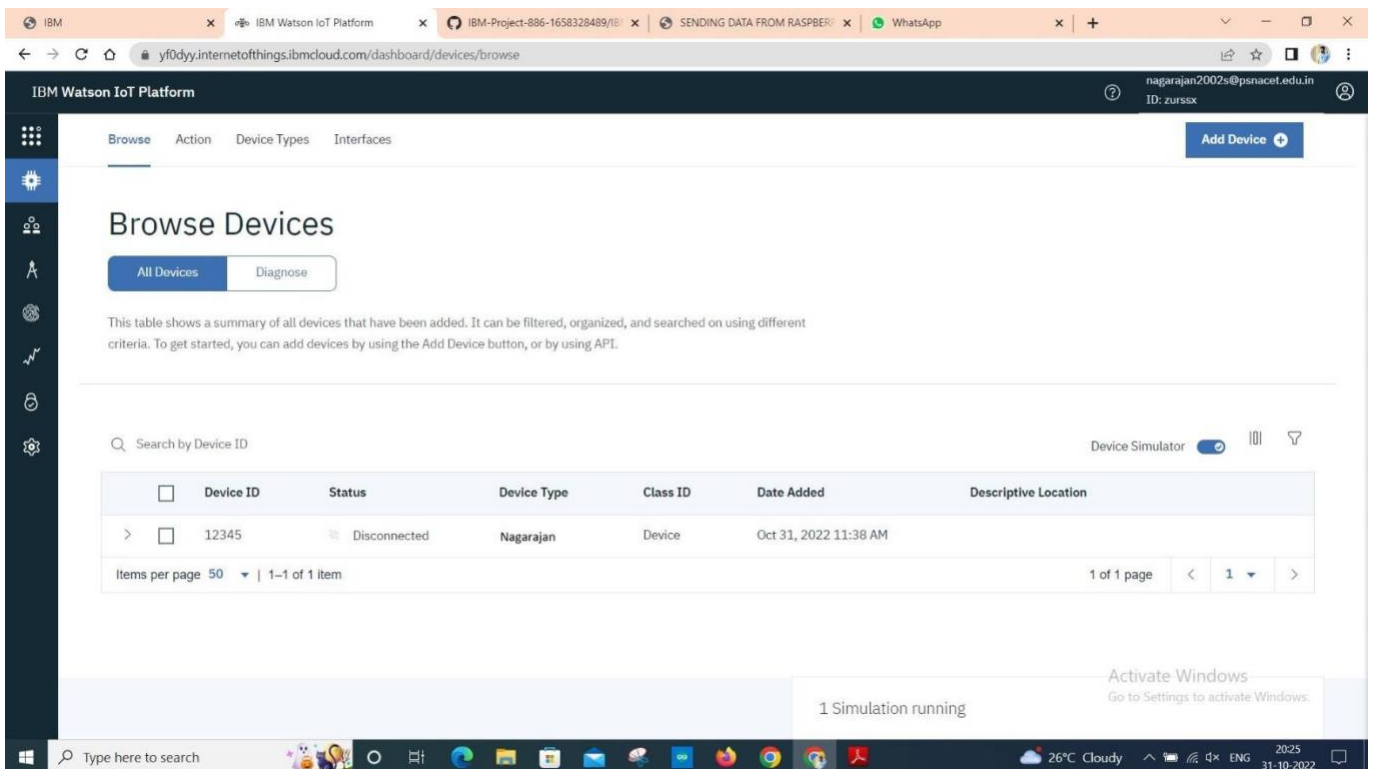 IBM
IBM Watson IoT Platform
IBM-Project-886-1658328489/IB
SENDING DATA FROM RASPBER
WhatsApp
yf0dyy.internetofthings.ibmcloud.com/dashboard/devices/browse
IBM Watson IoT Platform
nagarajan2002s@psnacet.edu.in
ID: zurssx
Browse Action Device Types Interfaces
Add Device
Browse Devices
All Devices Diagnose
This table shows a summary of all devices that have been added. It can be filtered, organized, and searched on using different
criteria. To get started, you can add devices by using the Add Device button, or by using API.
Search by Device ID
Device Simulator
Device ID Status Device Type Class ID Date Added Descriptive Location
12345 Disconnected Nagarajan Device Oct 31, 2022 11:38 AM
Items per page 50 | 1–1 of 1 item
1 of 1 page < 1 >
Activate Windows
Go to Settings to activate Windows.
1 Simulation running
Type here to search
26°C Cloudy
ENG
20:25
31-10-2022